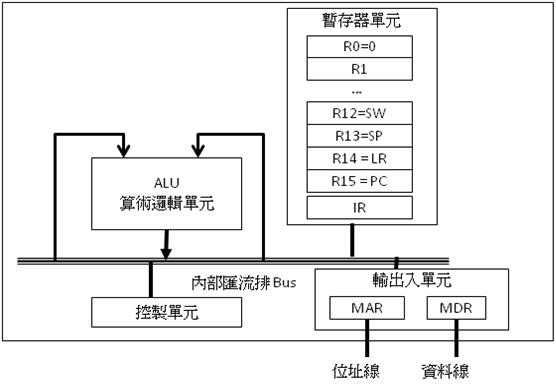 暫存器單元
R0=0
R1
...
R12=SW
R13=SP
R14 = LR
R15 = PC
IR
ALU
算術邏輯單元
內部匯流排 Bus
控製單元
輸出入單元
MAR
MDR
位址線
資料線